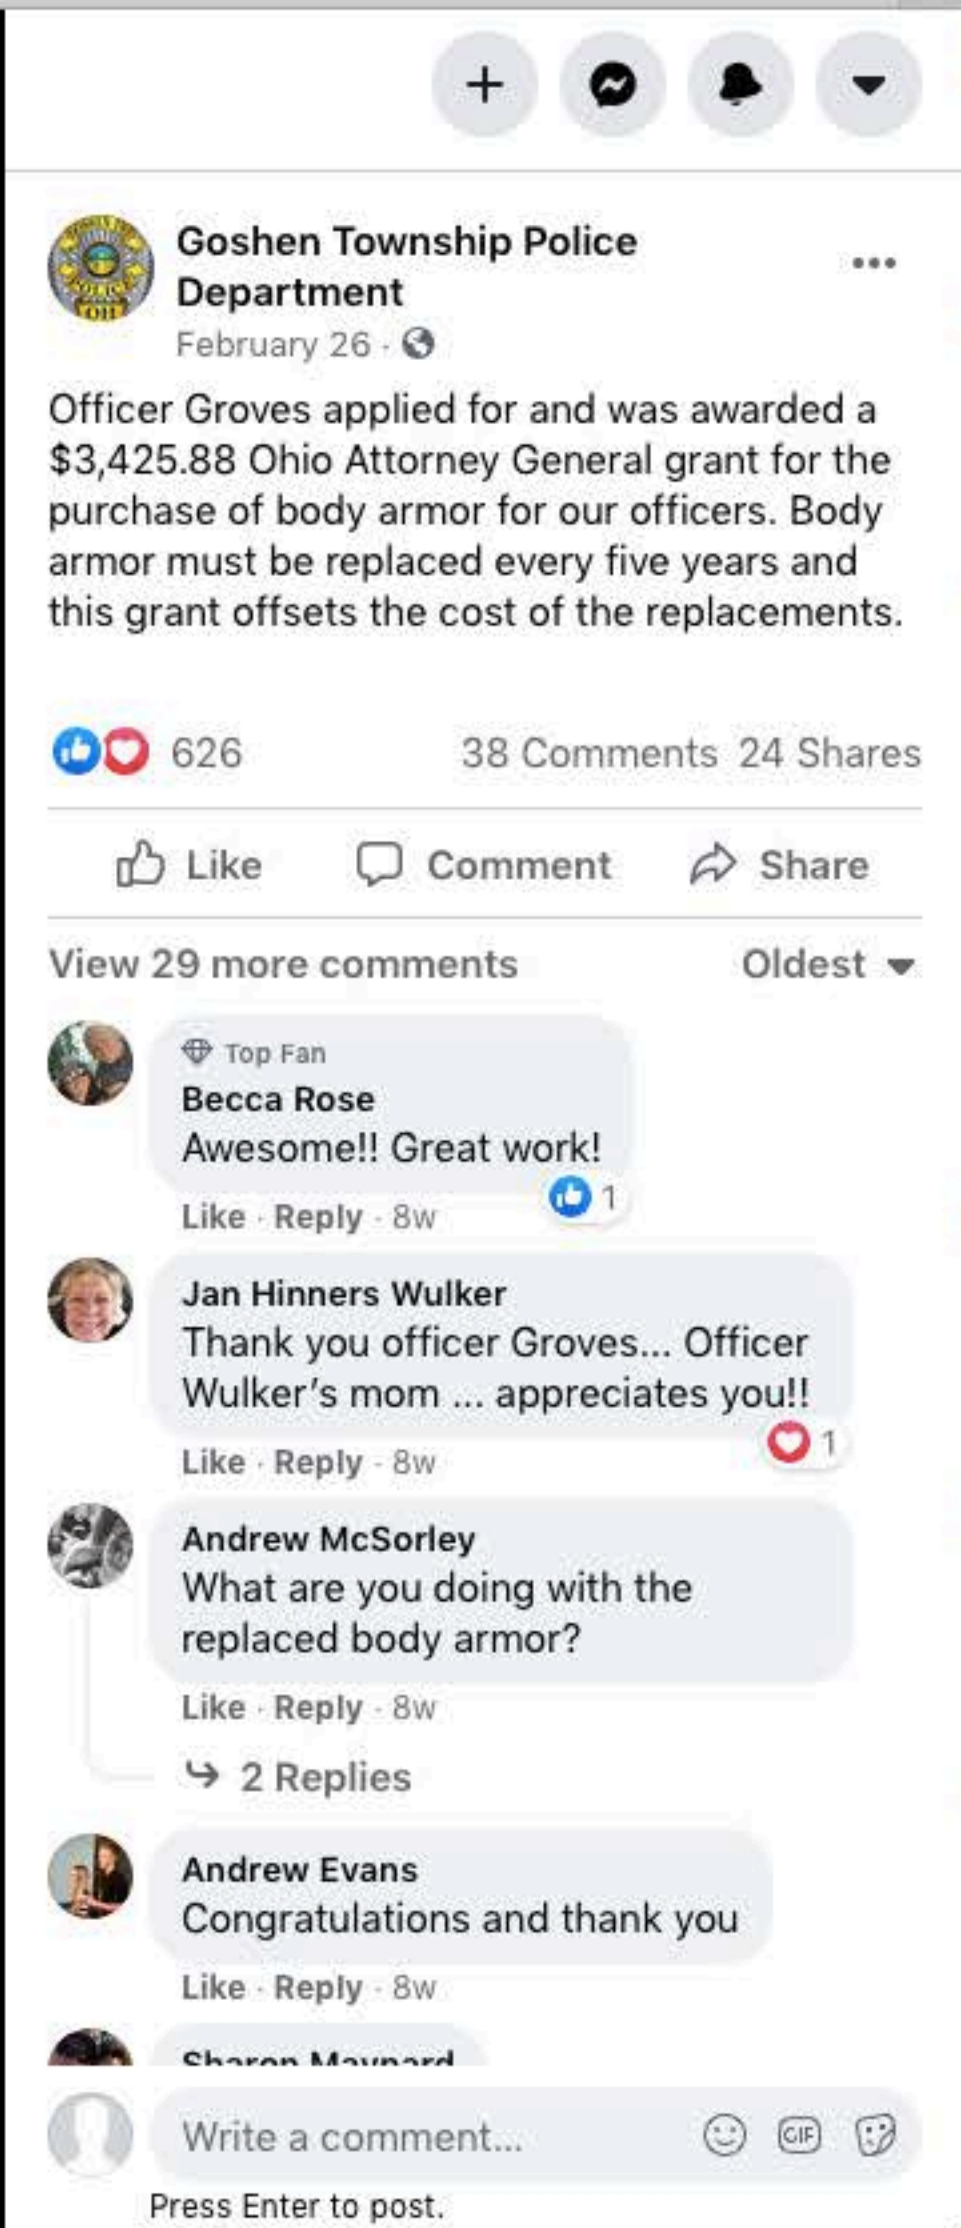 Goshen Township Police
Department
February 26 ·
Officer Groves applied for and was awarded a
$3,425.88 Ohio Attorney General grant for the
purchase of body armor for our officers. Body
armor must be replaced every five years and
this grant offsets the cost of the replacements.
626 38 Comments 24 Shares
Like Comment Share
View 29 more comments Oldest
Top Fan
Becca Rose
Awesome!! Great work!
1
Like · Reply · 8w
Jan Hinners Wulker
Thank you officer Groves... Officer
Wulker's mom ... appreciates you!!
1
Like · Reply · 8w
Andrew McSorley
What are you doing with the
replaced body armor?
Like · Reply · 8w
2 Replies
Andrew Evans
Congratulations and thank you
Like · Reply · 8w
Sharon Maynard
Write a comment... GIF
Press Enter to post.